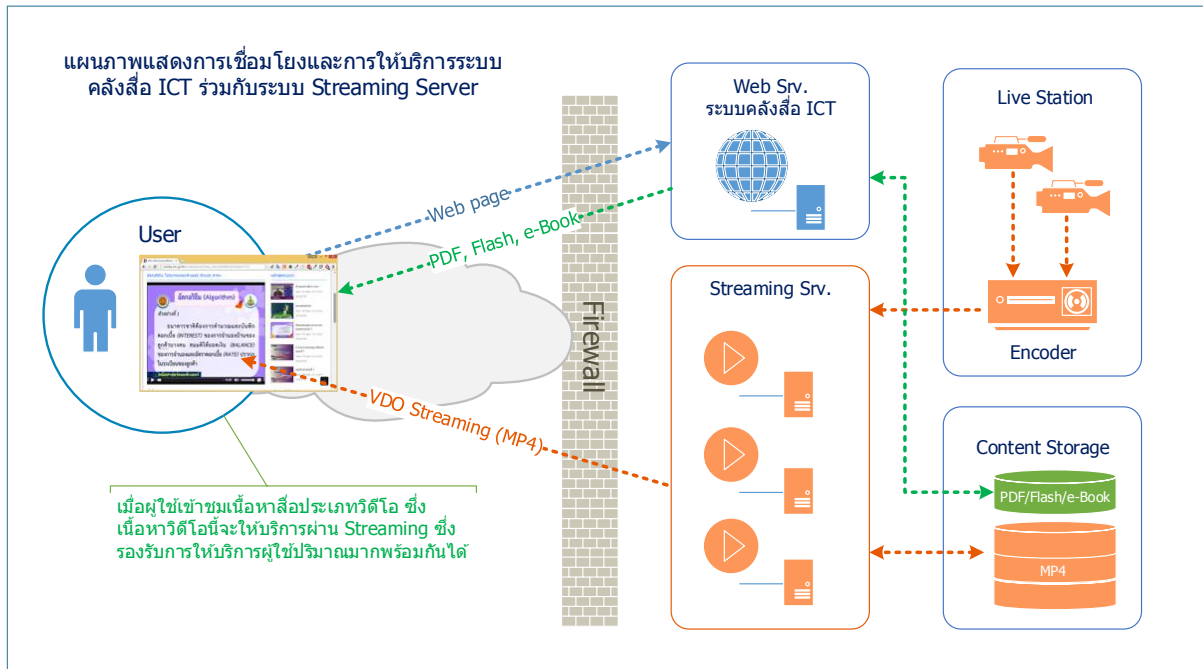 แผนภาพแสดงการเชื่อมโยงและการให้บริการระบบ
คลังสื่อ ICT ร่วมกับระบบ Streaming Server
User
อัลกอริธึม (Algorithm)
Web page
PDF, Flash, e-Book
VDO Streaming (MP4)
เมื่อผู้ใช้เข้าชมเนื้อหาสื่อประเภทวิดีโอ ซึ่ง
เนื้อหาวิดีโอนี้จะให้บริการผ่าน Streaming ซึ่ง
รองรับการให้บริการผู้ใช้ปริมาณมากพร้อมกันได้
Firewall
Web Srv.
ระบบคลังสื่อ ICT
Streaming Srv.
Live Station
Encoder
Content Storage
PDF/Flash/e-Book
MP4